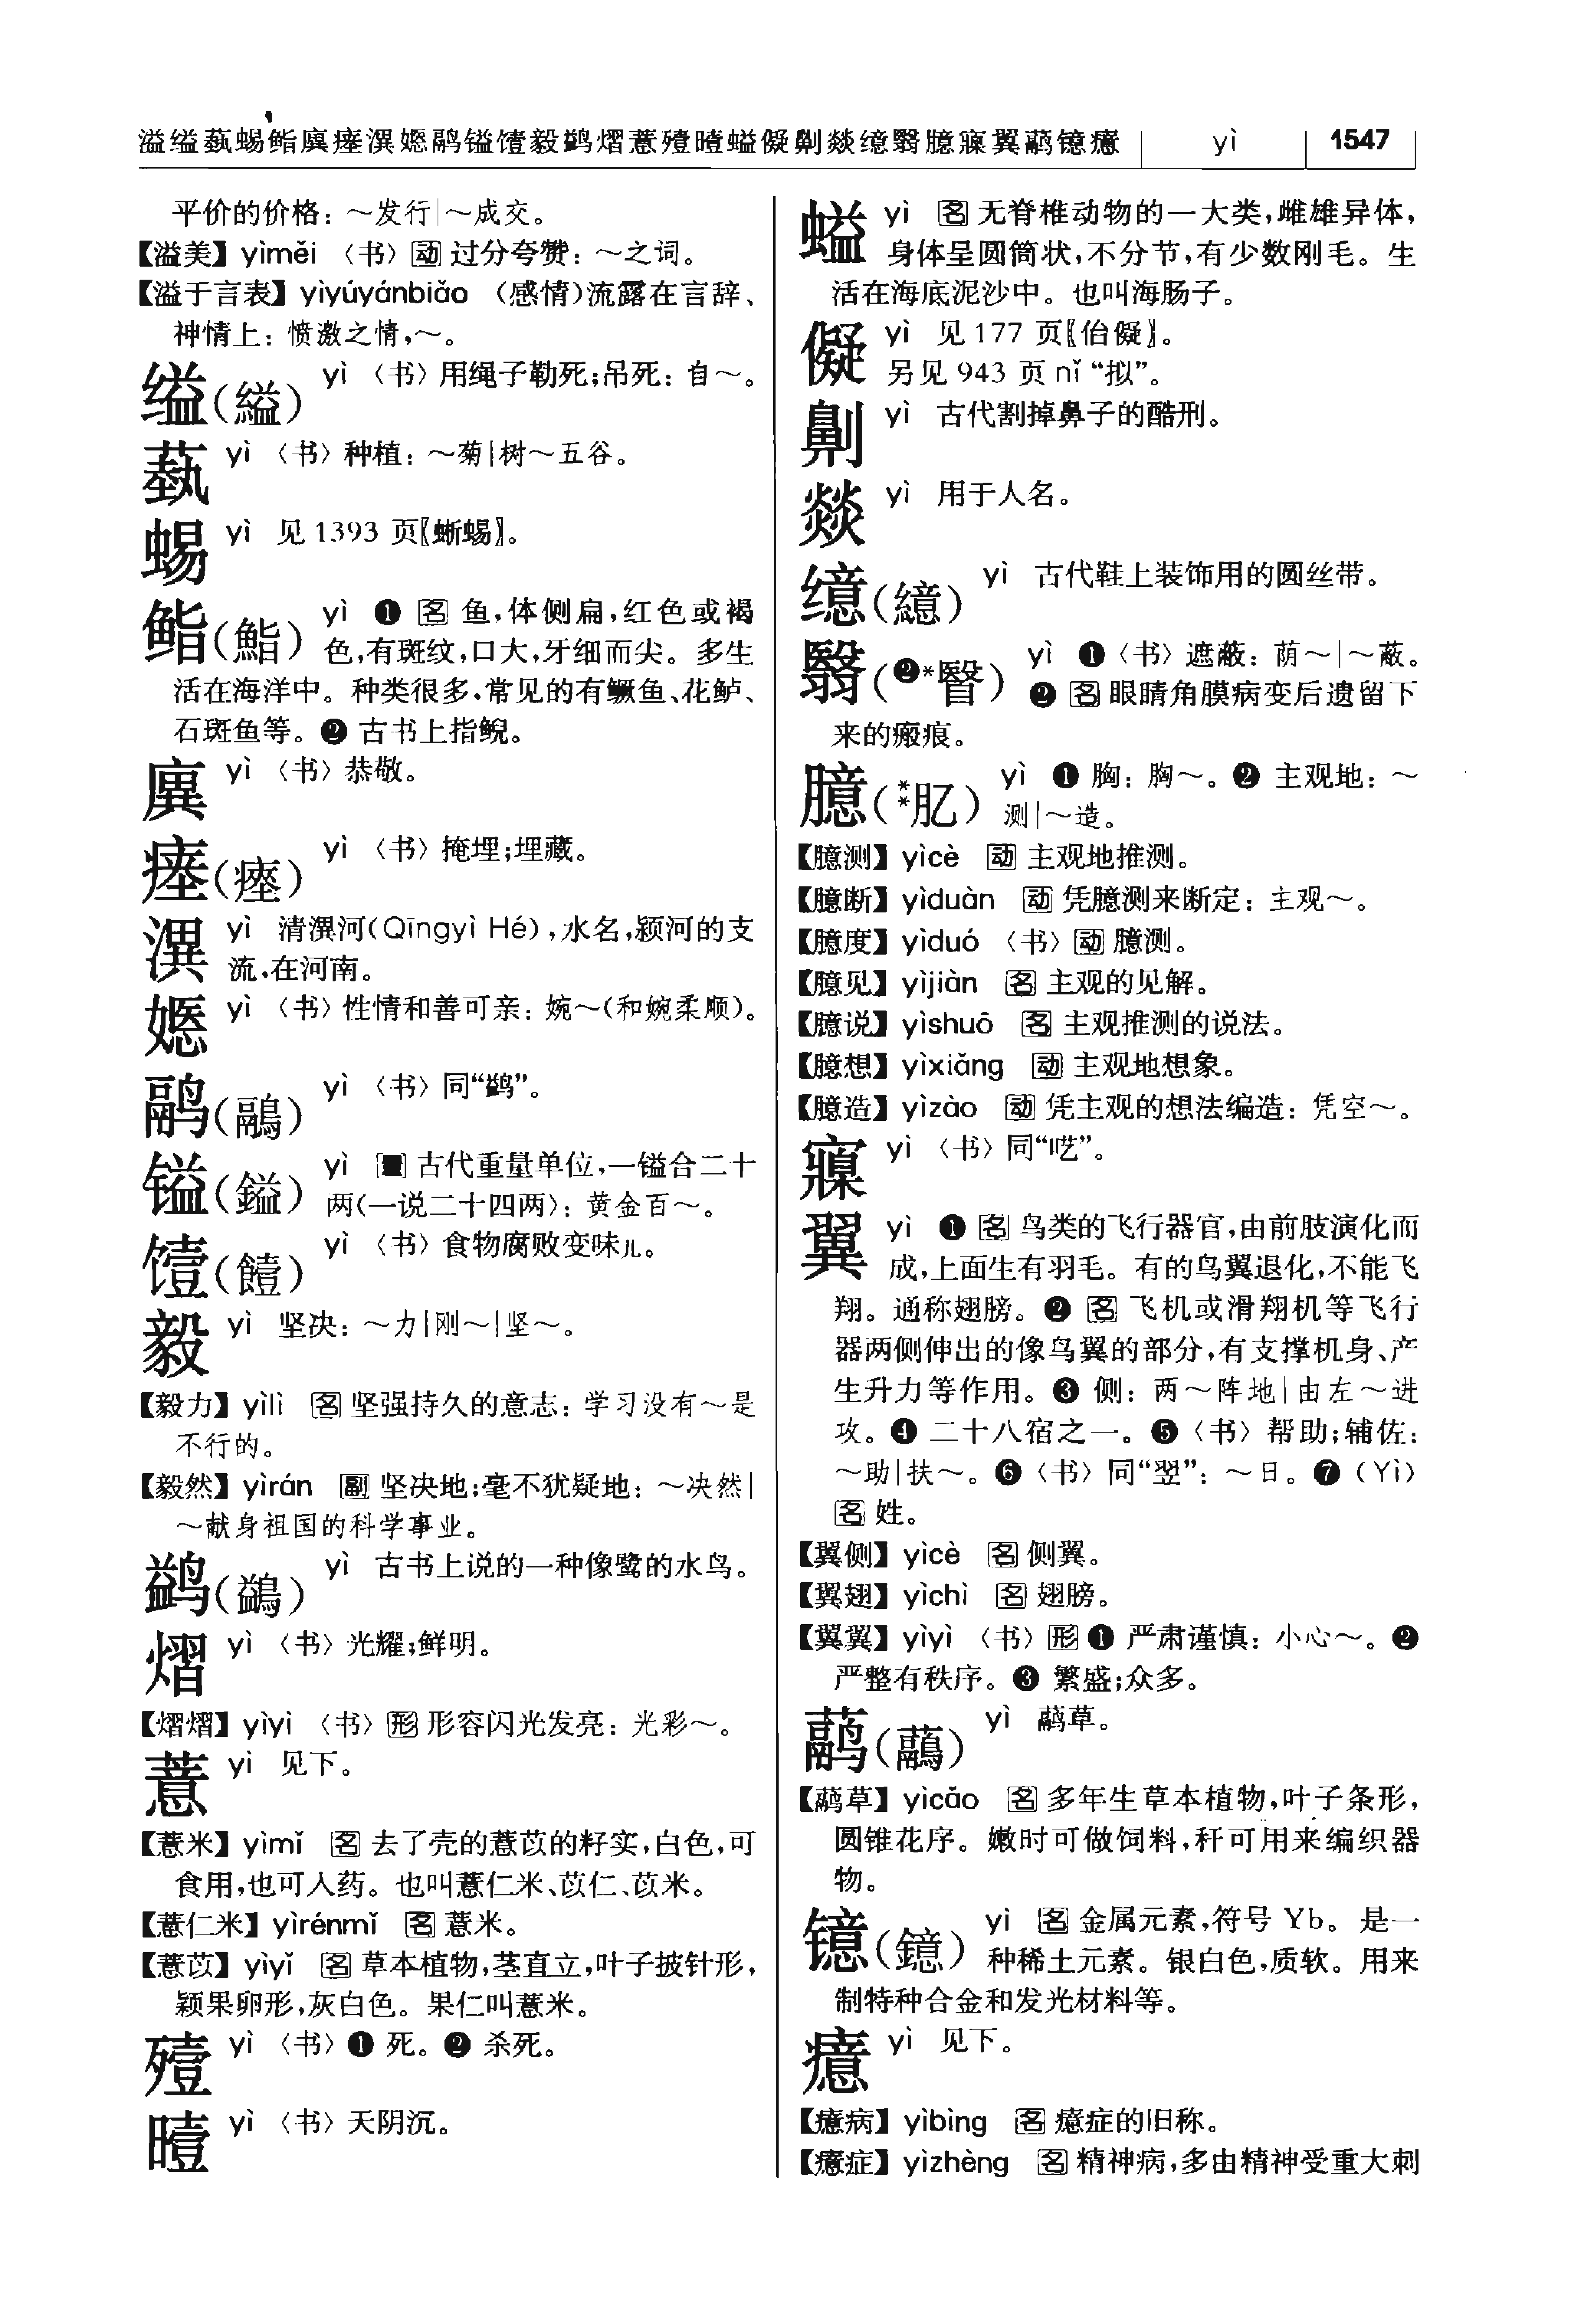 溢缢蓺蜴鮨廙瘗潩嫕鹝镒饐毅鹢熠薏殪曀螠儗劓燚繶翳臆寱翼虉镱癔 yì 1547
平价的价格：～发行|～成交。
【溢美】yìměi 〈书〉[动]过分夸赞：～之词。
【溢于言表】yìyúyánbiǎo （感情）流露在言辞、
神情上：愤激之情，～。
缢（縊） yì 〈书〉用绳子勒死；吊死：自～。
蓺 yì 〈书〉种植：～菊|树～五谷。
蜴 yì 见1393页〖蜥蜴〗。
鮨（鮨） yì ❶[名]鱼，体侧扁，红色或褐
色，有斑纹，口大，牙细而尖。多生
活在海洋中。种类很多，常见的有鳜鱼、花鲈、
石斑鱼等。❷古书上指鲵。
廙 yì 〈书〉恭敬。
瘗（瘞） yì 〈书〉掩埋；埋藏。
潩 yì 清潩河（Qīngyì Hé），水名，颍河的支
流，在河南。
嫕 yì 〈书〉性情和善可亲：婉～（和婉柔顺）。
鹝（鷊） yì 〈书〉同“鹢”。
镒（鎰） yì [量]古代重量单位，一镒合二十
两（一说二十四两）：黄金百～。
饐（饐） yì 〈书〉食物腐败变味儿。
毅 yì 坚决：～力|刚～|坚～。
【毅力】yìlì [名]坚强持久的意志：学习没有～是
不行的。
【毅然】yìrán [副]坚决地；毫不犹疑地：～决然|
～献身祖国的科学事业。
鹢（鷁） yì 古书上说的一种像鹭的水鸟。
熠 yì 〈书〉光耀；鲜明。
【熠熠】yìyì 〈书〉[形]形容闪光发亮：光彩～。
薏 yì 见下。
【薏米】yìmǐ [名]去了壳的薏苡的籽实，白色，可
食用，也可入药。也叫薏仁米、苡仁、苡米。
【薏仁米】yìrénmǐ [名]薏米。
【薏苡】yìyǐ [名]草本植物，茎直立，叶子披针形，
颖果卵形，灰白色。果仁叫薏米。
殪 yì 〈书〉❶死。❷杀死。
曀 yì 〈书〉天阴沉。
螠 yì [名]无脊椎动物的一大类，雌雄异体，
身体呈圆筒状，不分节，有少数刚毛。生
活在海底泥沙中。也叫海肠子。
儗 yì 见177页〖佁儗〗。
另见943页 nǐ “拟”。
劓 yì 古代割掉鼻子的酷刑。
燚 yì 用于人名。
繶（繶） yì 古代鞋上装饰用的圆丝带。
翳（❷*瞖） yì ❶〈书〉遮蔽：荫～|～蔽。
❷[名]眼睛角膜病变后遗留下
来的瘢痕。
臆（**肊） yì ❶胸：胸～。❷主观地：～
测|～造。
【臆测】yìcè [动]主观地推测。
【臆断】yìduàn [动]凭臆测来断定：主观～。
【臆度】yìduó 〈书〉[动]臆测。
【臆见】yìjiàn [名]主观的见解。
【臆说】yìshuō [名]主观推测的说法。
【臆想】yìxiǎng [动]主观地想象。
【臆造】yìzào [动]凭主观的想法编造：凭空～。
寱 yì 〈书〉同“呓”。
翼 yì ❶[名]鸟类的飞行器官，由前肢演化而
成，上面生有羽毛。有的鸟翼退化，不能飞
翔。通称翅膀。❷[名]飞机或滑翔机等飞行
器两侧伸出的像鸟翼的部分，有支撑机身、产
生升力等作用。❸侧：两～阵地|由左～进
攻。❹二十八宿之一。❺〈书〉帮助；辅佐：
～助|扶～。❻〈书〉同“翌”：～日。❼（Yì）
[名]姓。
【翼侧】yìcè [名]侧翼。
【翼翅】yìchì [名]翅膀。
【翼翼】yìyì 〈书〉[形]❶严肃谨慎：小心～。❷
严整有秩序。❸繁盛；众多。
虉（虉） yì 虉草。
【虉草】yìcǎo [名]多年生草本植物，叶子条形，
圆锥花序。嫩时可做饲料，秆可用来编织器
物。
镱（鐿） yì [名]金属元素，符号Yb。是一
种稀土元素。银白色，质软。用来
制特种合金和发光材料等。
癔 yì 见下。
【癔病】yìbìng [名]癔症的旧称。
【癔症】yìzhèng [名]精神病，多由精神受重大刺